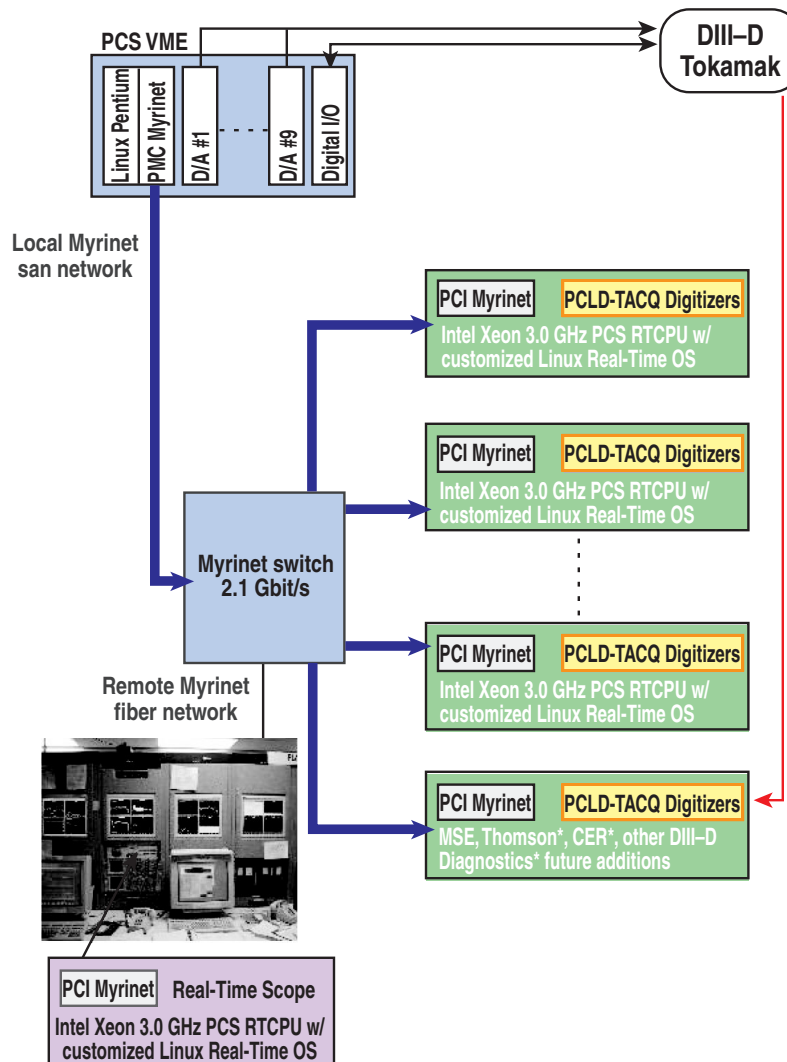 PCS VME
DIII–D
Tokamak
Linux Pentium
PMC Myrinet
D/A #1
D/A #9
Digital I/O
Local Myrinet
san network
PCI Myrinet
PCLD-TACQ Digitizers
Intel Xeon 3.0 GHz PCS RTCPU w/
customized Linux Real-Time OS
PCI Myrinet
PCLD-TACQ Digitizers
Intel Xeon 3.0 GHz PCS RTCPU w/
customized Linux Real-Time OS
Myrinet switch
2.1 Gbit/s
PCI Myrinet
PCLD-TACQ Digitizers
Intel Xeon 3.0 GHz PCS RTCPU w/
customized Linux Real-Time OS
Remote Myrinet
fiber network
PCI Myrinet
PCLD-TACQ Digitizers
MSE, Thomson*, CER*, other DIII–D
Diagnostics* future additions
PCI Myrinet
Real-Time Scope
Intel Xeon 3.0 GHz PCS RTCPU w/
customized Linux Real-Time OS